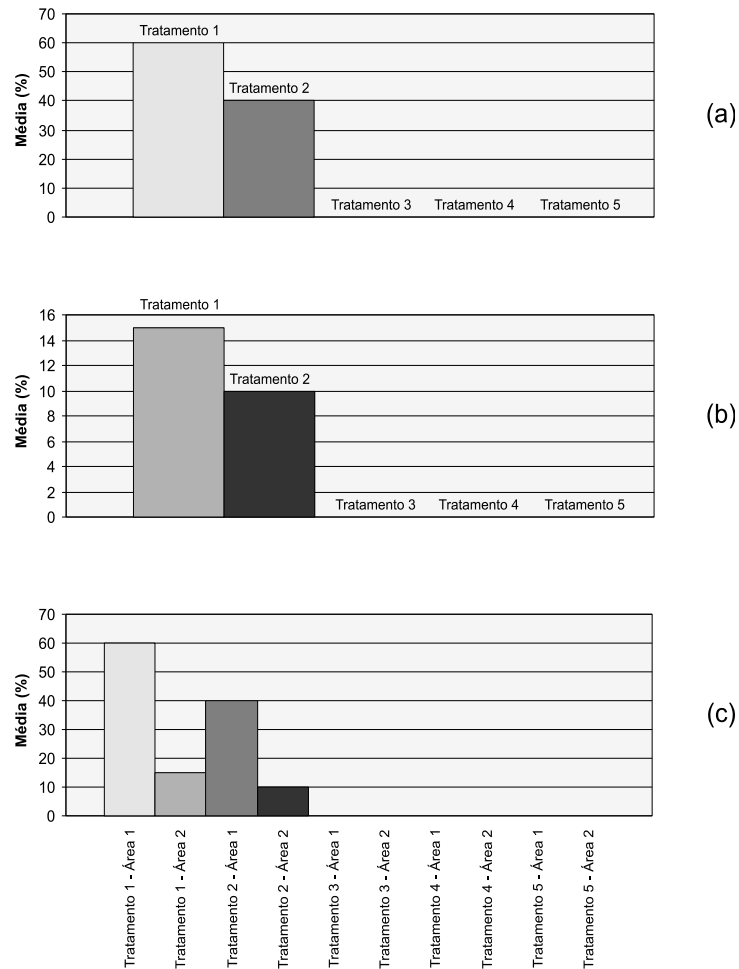 70
60
50
40
30
20
10
0
Média (%)
Tratamento 1
Tratamento 2
Tratamento 3
Tratamento 4
Tratamento 5
(a)
16
14
12
10
8
6
4
2
0
Média (%)
Tratamento 1
Tratamento 2
Tratamento 3
Tratamento 4
Tratamento 5
(b)
70
60
50
40
30
20
10
0
Média (%)
(c)
Tratamento 1 - Área 1
Tratamento 1 - Área 2
Tratamento 2 - Área 1
Tratamento 2 - Área 2
Tratamento 3 - Área 1
Tratamento 3 - Área 2
Tratamento 4 - Área 1
Tratamento 4 - Área 2
Tratamento 5 - Área 1
Tratamento 5 - Área 2